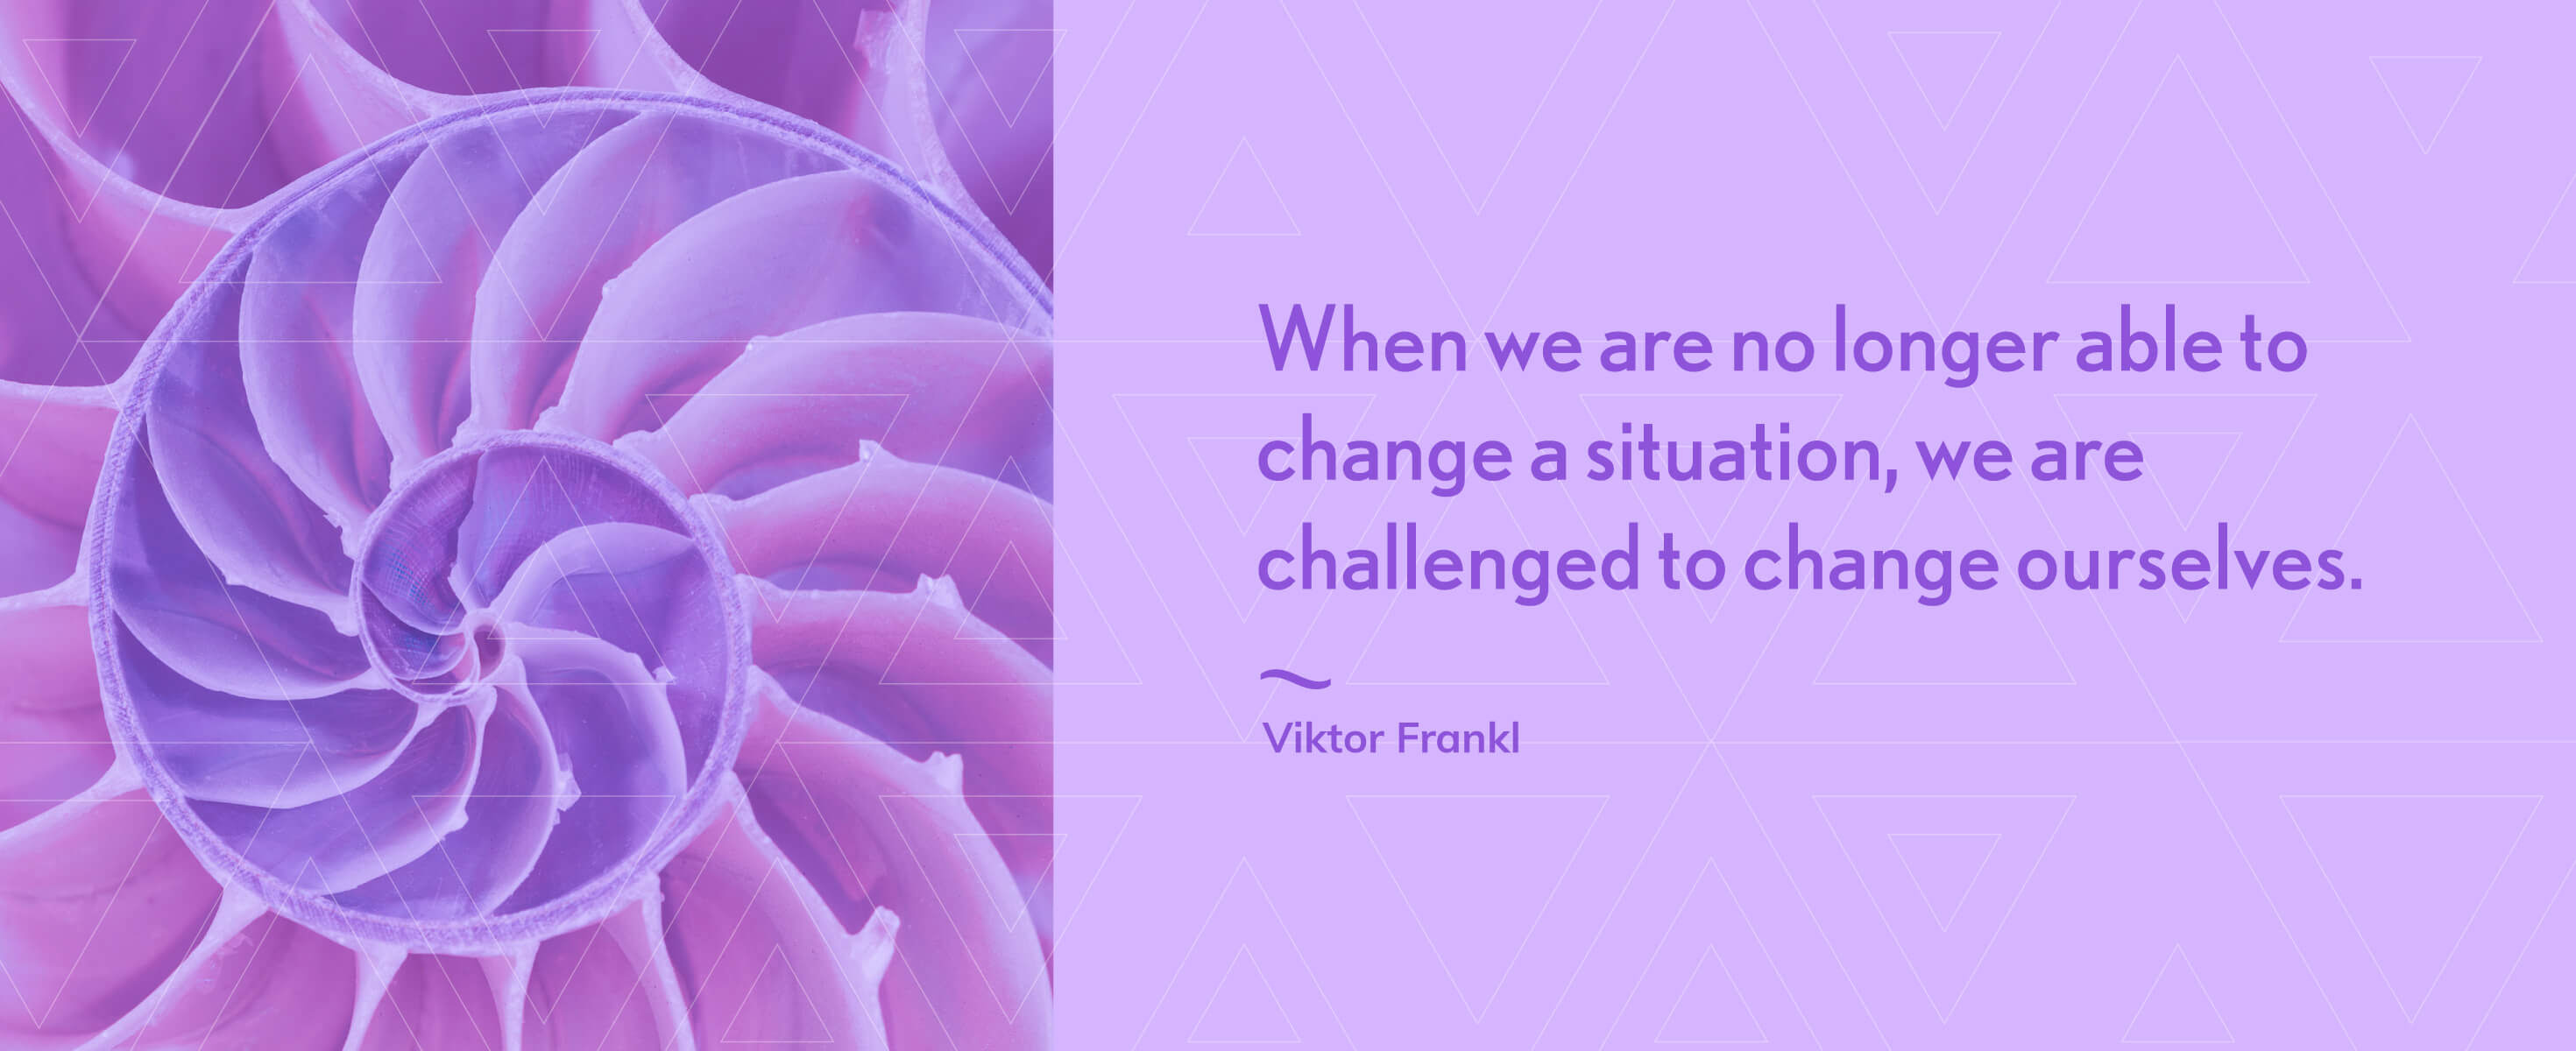 When we are no longer able to
change a situation, we are
challenged to change ourselves.
~
Viktor Frankl